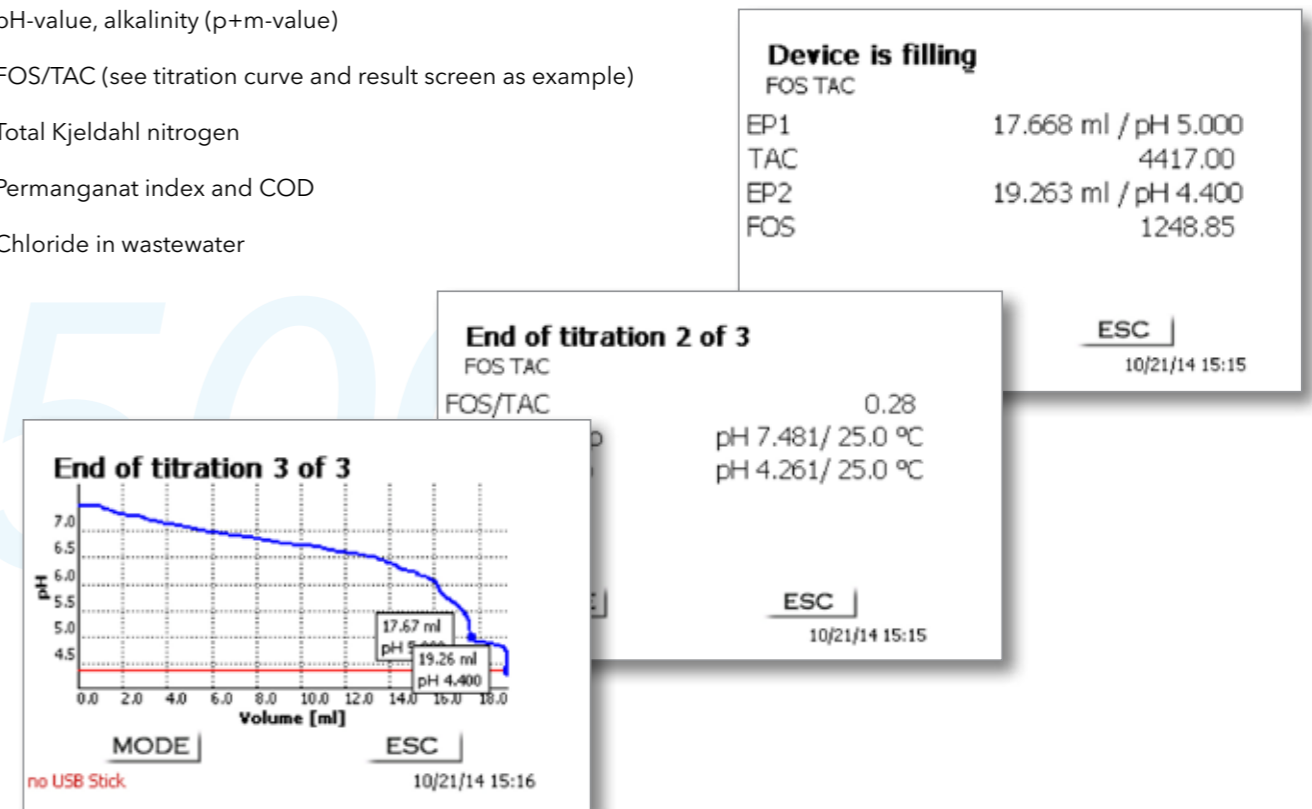 pH-value, alkalinity (p+m-value)
FOS/TAC (see titration curve and result screen as example)
Total Kjeldahl nitrogen
Permanganat index and COD
Chloride in wastewater
Device is filling
FOS TAC
EP1 17.668 ml / pH 5.000
TAC 4417.00
EP2 19.263 ml / pH 4.400
FOS 1248.85
ESC
10/21/14 15:15
End of titration 2 of 3
FOS TAC
FOS/TAC 0.28
pH 7.481/ 25.0 ºC
pH 4.261/ 25.0 ºC
ESC
10/21/14 15:15
End of titration 3 of 3
7.0
6.5
6.0
5.5
5.0
4.5
pH
17.67 ml
pH
19.26 ml
pH 4.400
0.0 2.0 4.0 6.0 8.0 10.0 12.0 14.0 16.0 18.0
Volume [ml]
MODE ESC
no USB Stick 10/21/14 15:16